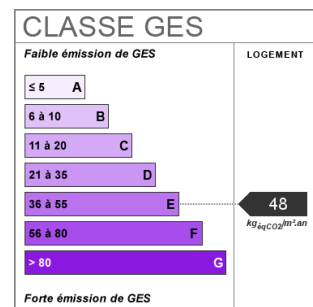 CLASSE GES
Faible émission de GES
LOGEMENT
≤ 5 A
6 à 10 B
11 à 20 C
21 à 35 D
36 à 55 E
48
kgéqCO2/m².an
56 à 80 F
> 80 G
Forte émission de GES